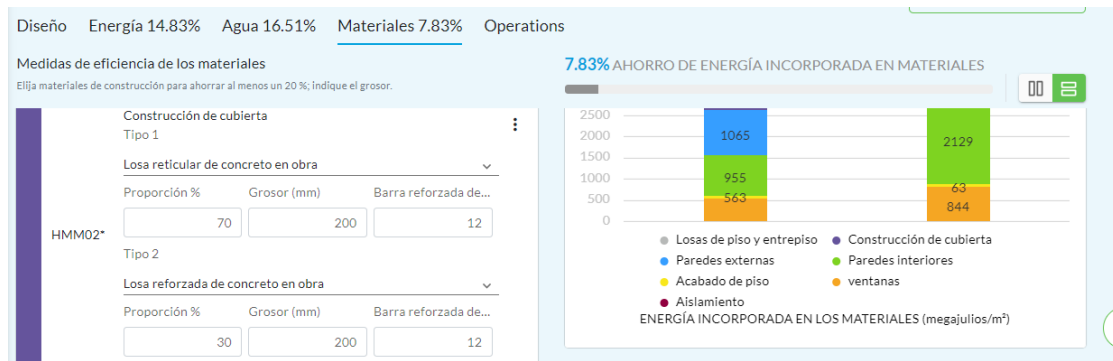 Diseño Energía 14.83% Agua 16.51% Materiales 7.83% Operations
Medidas de eficiencia de los materiales
Elija materiales de construcción para ahorrar al menos un 20 %; indique el grosor.
HMM02*
Construcción de cubierta
Tipo 1
Losa reticular de concreto en obra
Proporción % Grosor (mm) Barra reforzada de...
70 200 12
Tipo 2
Losa reforzada de concreto en obra
Proporción % Grosor (mm) Barra reforzada de...
30 200 12
7.83% AHORRO DE ENERGÍA INCORPORADA EN MATERIALES
2500
2000
1500
1000
500
0
1065
955
563
2129
63
844
Losas de piso y entrepiso Construcción de cubierta
Paredes externas Paredes interiores
Acabado de piso ventanas
Aislamiento
ENERGÍA INCORPORADA EN LOS MATERIALES (megajulios/m²)